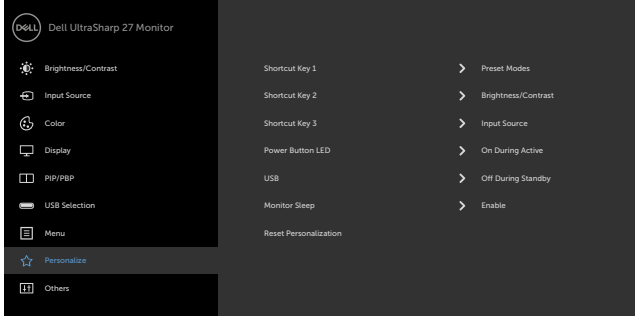 DELL Dell UltraSharp 27 Monitor
Brightness/Contrast Shortcut Key 1 Preset Modes
Input Source Shortcut Key 2 Brightness/Contrast
Color Shortcut Key 3 Input Source
Display Power Button LED On During Active
PIP/PBP USB Off During Standby
USB Selection Monitor Sleep Enable
Menu Reset Personalization
Personalize
Others